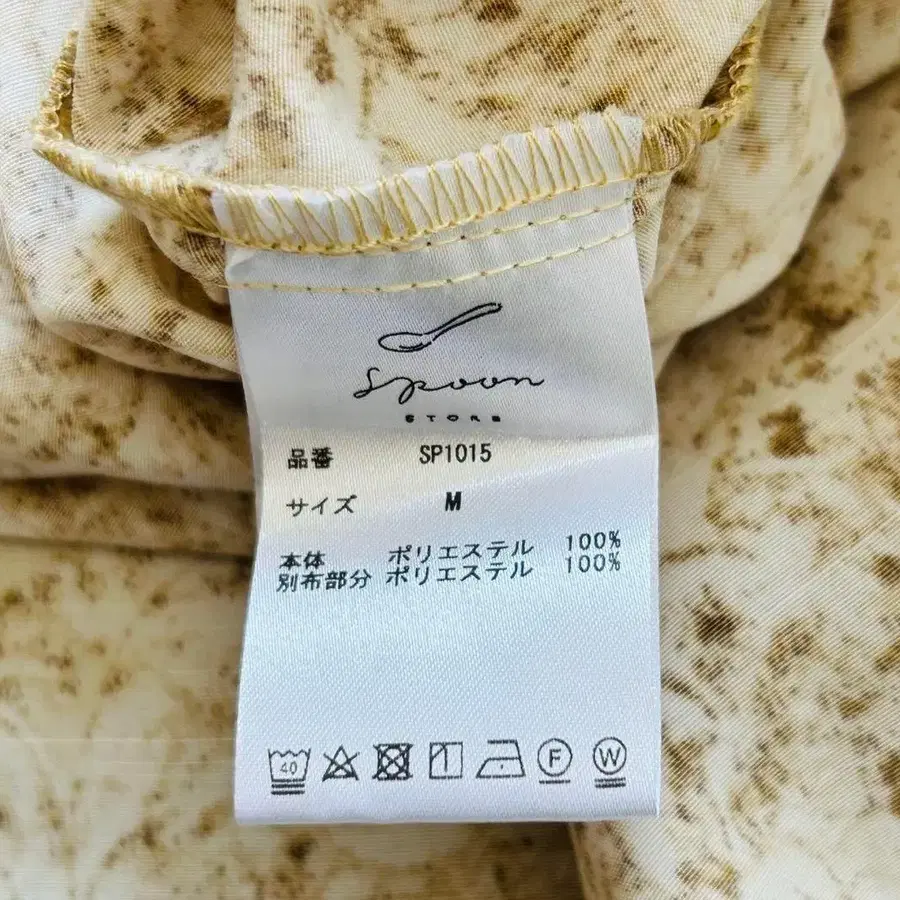 Spoon
STORE
品番 SP1015
サイズ M
本体 ポリエステル 100%
別布部分 ポリエステル 100%
40 F W